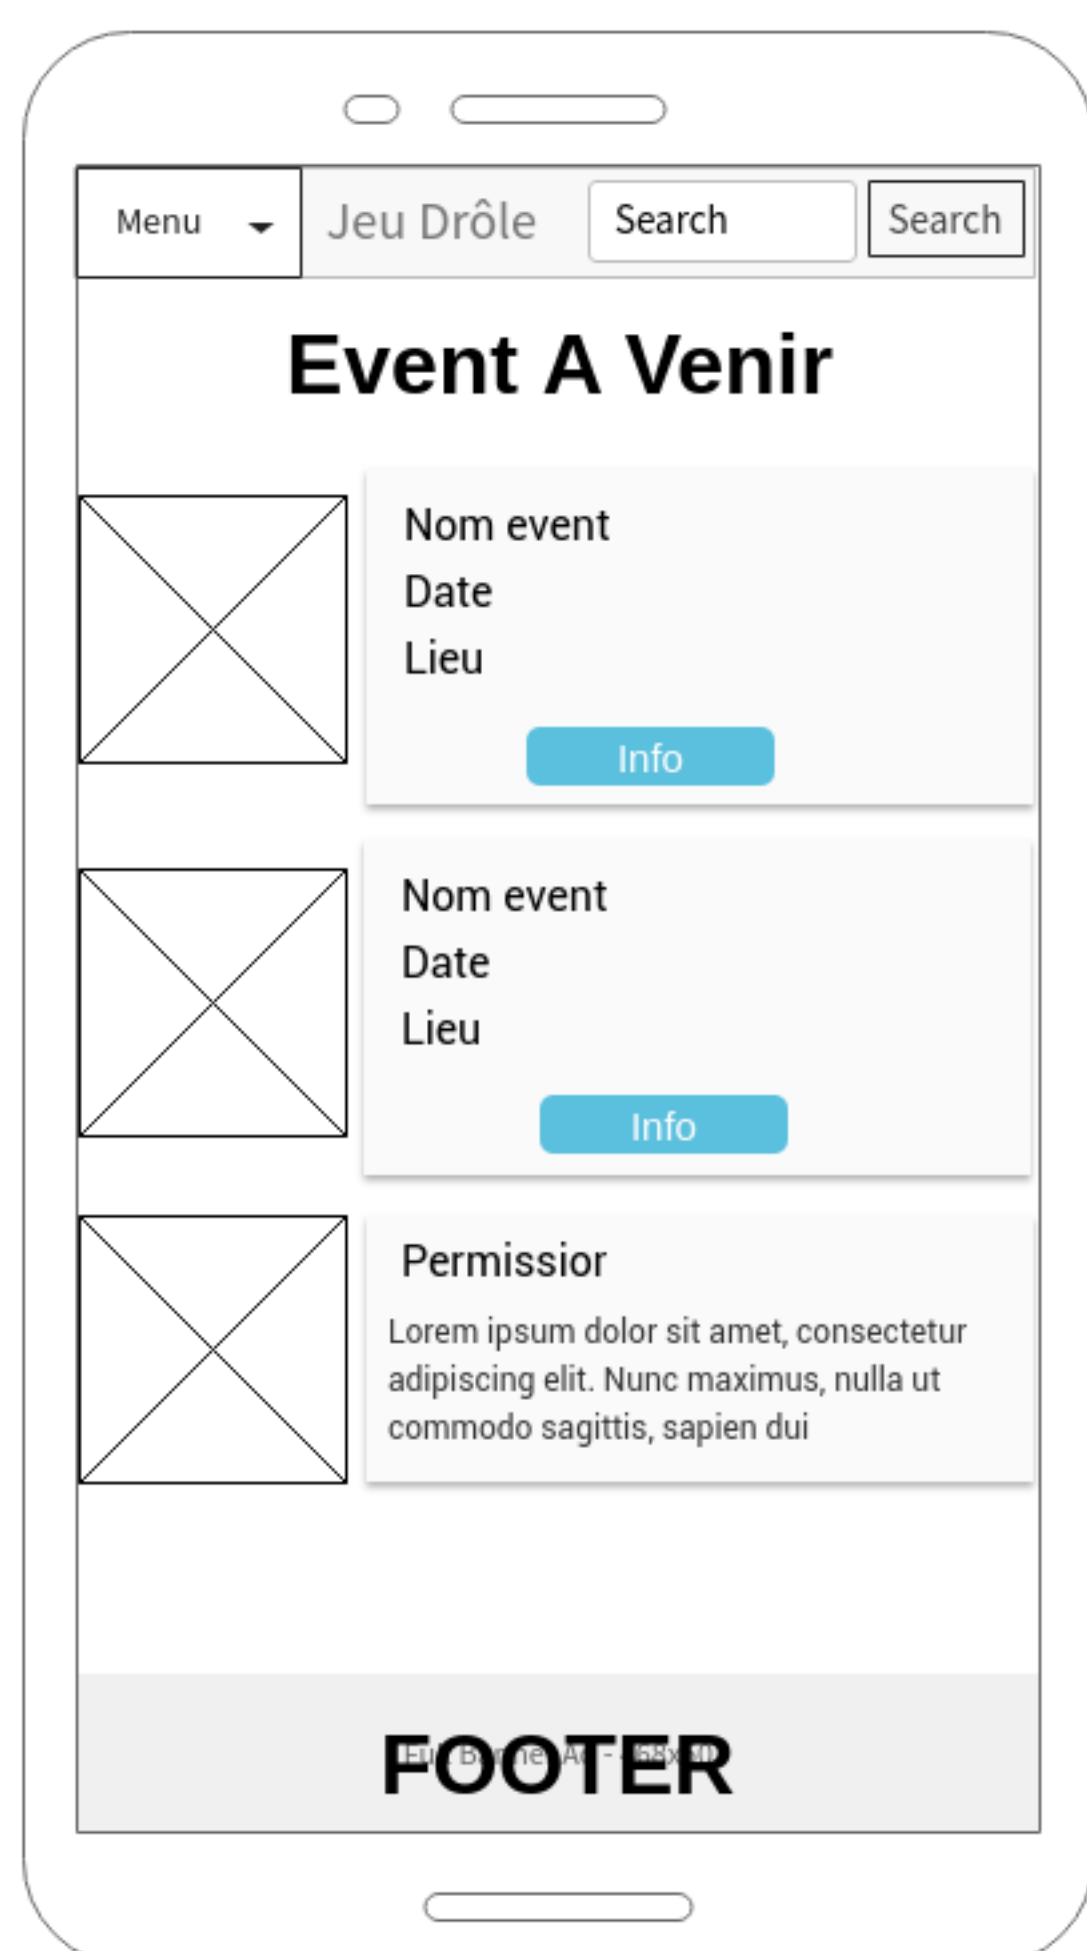 Menu Jeu Drôle Search Search
Event A Venir
Nom event
Date
Lieu
Info
Nom event
Date
Lieu
Info
Permissior
Lorem ipsum dolor sit amet, consectetur
adipiscing elit. Nunc maximus, nulla ut
commodo sagittis, sapien dui
FOOTER